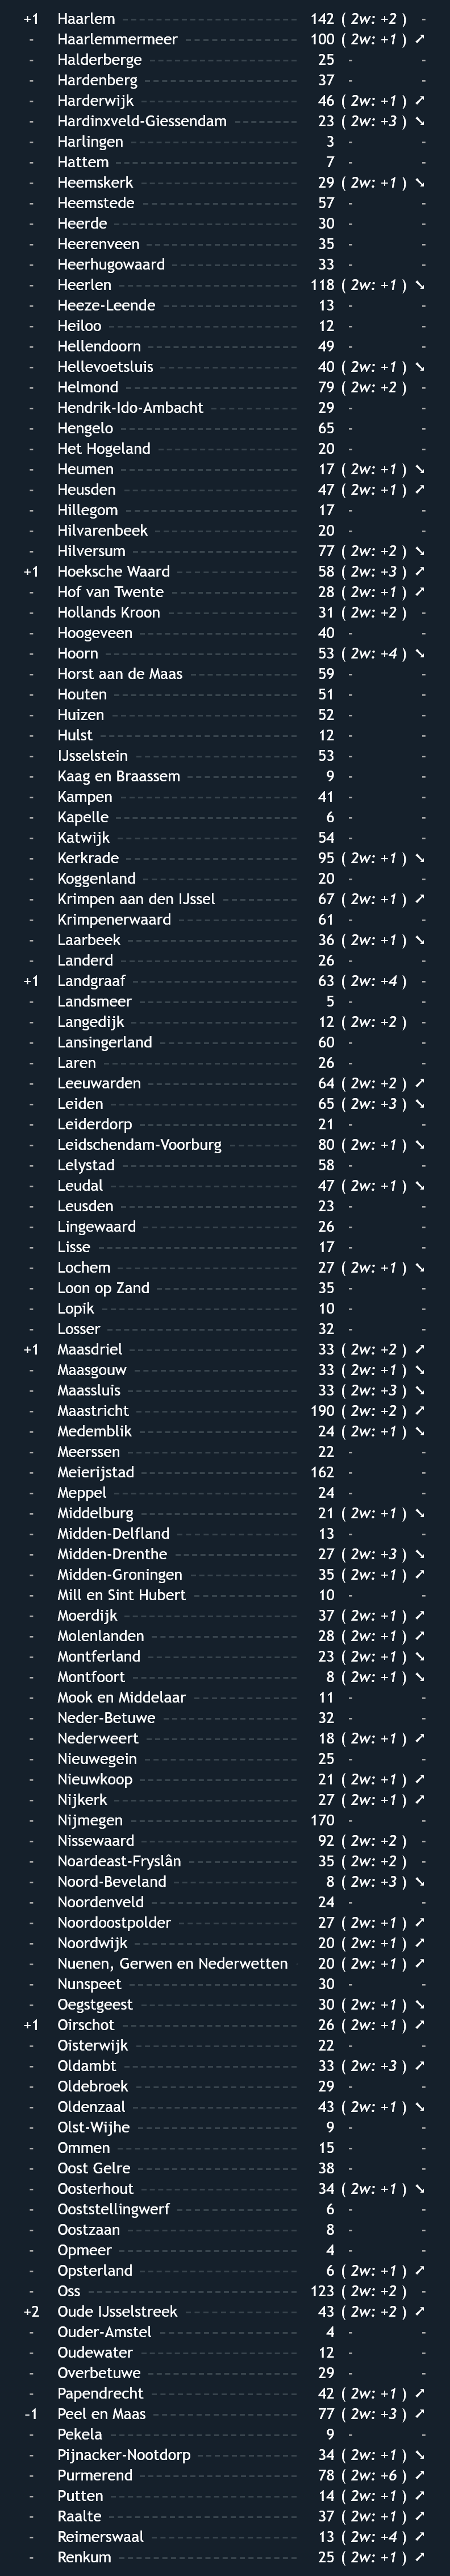 +1 Haarlem 142 ( 2w: +2 ) -
- Haarlemmermeer 100 ( 2w: +1 ) ↗
- Halderberge 25 - -
- Hardenberg 37 - -
- Harderwijk 46 ( 2w: +1 ) ↗
- Hardinxveld-Giessendam 23 ( 2w: +3 ) ↘
- Harlingen 3 - -
- Hattem 7 - -
- Heemskerk 29 ( 2w: +1 ) ↘
- Heemstede 57 - -
- Heerde 30 - -
- Heerenveen 35 - -
- Heerhugowaard 33 - -
- Heerlen 118 ( 2w: +1 ) ↘
- Heeze-Leende 13 - -
- Heiloo 12 - -
- Hellendoorn 49 - -
- Hellevoetsluis 40 ( 2w: +1 ) ↘
- Helmond 79 ( 2w: +2 ) -
- Hendrik-Ido-Ambacht 29 - -
- Hengelo 65 - -
- Het Hogeland 20 - -
- Heumen 17 ( 2w: +1 ) ↘
- Heusden 47 ( 2w: +1 ) ↗
- Hillegom 17 - -
- Hilvarenbeek 20 - -
- Hilversum 77 ( 2w: +2 ) ↘
+1 Hoeksche Waard 58 ( 2w: +3 ) ↗
- Hof van Twente 28 ( 2w: +1 ) ↗
- Hollands Kroon 31 ( 2w: +2 ) -
- Hoogeveen 40 - -
- Hoorn 53 ( 2w: +4 ) ↘
- Horst aan de Maas 59 - -
- Houten 51 - -
- Huizen 52 - -
- Hulst 12 - -
- IJsselstein 53 - -
- Kaag en Braassem 9 - -
- Kampen 41 - -
- Kapelle 6 - -
- Katwijk 54 - -
- Kerkrade 95 ( 2w: +1 ) ↘
- Koggenland 20 - -
- Krimpen aan den IJssel 67 ( 2w: +1 ) ↗
- Krimpenerwaard 61 - -
- Laarbeek 36 ( 2w: +1 ) ↘
- Landerd 26 - -
+1 Landgraaf 63 ( 2w: +4 ) -
- Landsmeer 5 - -
- Langedijk 12 ( 2w: +2 ) -
- Lansingerland 60 - -
- Laren 26 - -
- Leeuwarden 64 ( 2w: +2 ) ↗
- Leiden 65 ( 2w: +3 ) ↘
- Leiderdorp 21 - -
- Leidschendam-Voorburg 80 ( 2w: +1 ) ↘
- Lelystad 58 - -
- Leudal 47 ( 2w: +1 ) ↘
- Leusden 23 - -
- Lingewaard 26 - -
- Lisse 17 - -
- Lochem 27 ( 2w: +1 ) ↘
- Loon op Zand 35 - -
- Lopik 10 - -
- Losser 32 - -
+1 Maasdriel 33 ( 2w: +2 ) ↗
- Maasgouw 33 ( 2w: +1 ) ↘
- Maassluis 33 ( 2w: +3 ) ↘
- Maastricht 190 ( 2w: +2 ) ↗
- Medemblik 24 ( 2w: +1 ) ↘
- Meerssen 22 - -
- Meierijstad 162 - -
- Meppel 24 - -
- Middelburg 21 ( 2w: +1 ) ↘
- Midden-Delfland 13 - -
- Midden-Drenthe 27 ( 2w: +3 ) ↘
- Midden-Groningen 35 ( 2w: +1 ) ↗
- Mill en Sint Hubert 10 - -
- Moerdijk 37 ( 2w: +1 ) ↗
- Molenlanden 28 ( 2w: +1 ) ↗
- Montferland 23 ( 2w: +1 ) ↘
- Montfoort 8 ( 2w: +1 ) ↘
- Mook en Middelaar 11 - -
- Neder-Betuwe 32 - -
- Nederweert 18 ( 2w: +1 ) ↗
- Nieuwegein 25 - -
- Nieuwkoop 21 ( 2w: +1 ) ↗
- Nijkerk 27 ( 2w: +1 ) ↗
- Nijmegen 170 - -
- Nissewaard 92 ( 2w: +2 ) -
- Noardeast-Fryslân 35 ( 2w: +2 ) -
- Noord-Beveland 8 ( 2w: +3 ) ↘
- Noordenveld 24 - -
- Noordoostpolder 27 ( 2w: +1 ) ↗
- Noordwijk 20 ( 2w: +1 ) ↗
- Nuenen, Gerwen en Nederwetten 20 ( 2w: +1 ) ↗
- Nunspeet 30 - -
- Oegstgeest 30 ( 2w: +1 ) ↘
+1 Oirschot 26 ( 2w: +1 ) ↗
- Oisterwijk 22 - -
- Oldambt 33 ( 2w: +3 ) ↗
- Oldebroek 29 - -
- Oldenzaal 43 ( 2w: +1 ) ↘
- Olst-Wijhe 9 - -
- Ommen 15 - -
- Oost Gelre 38 - -
- Oosterhout 34 ( 2w: +1 ) ↘
- Ooststellingwerf 6 - -
- Oostzaan 8 - -
- Opmeer 4 - -
- Opsterland 6 ( 2w: +1 ) ↗
- Oss 123 ( 2w: +2 ) -
+2 Oude IJsselstreek 43 ( 2w: +2 ) ↗
- Ouder-Amstel 4 - -
- Oudewater 12 - -
- Overbetuwe 29 - -
- Papendrecht 42 ( 2w: +1 ) ↗
-1 Peel en Maas 77 ( 2w: +3 ) ↗
- Pekela 9 - -
- Pijnacker-Nootdorp 34 ( 2w: +1 ) ↘
- Purmerend 78 ( 2w: +6 ) ↗
- Putten 14 ( 2w: +1 ) ↗
- Raalte 37 ( 2w: +1 ) ↗
- Reimerswaal 13 ( 2w: +4 ) ↗
- Renkum 25 ( 2w: +1 ) ↗